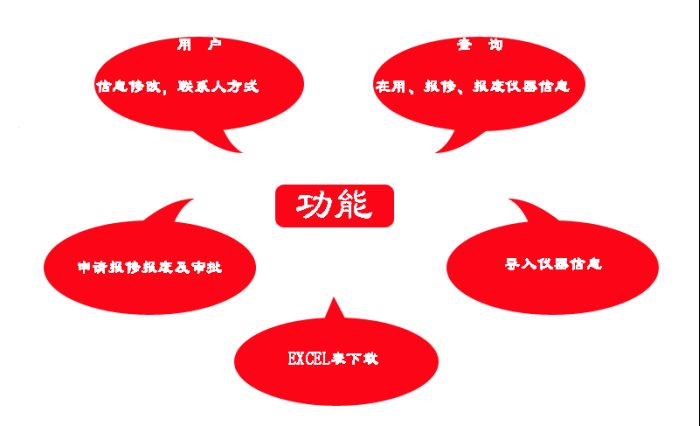 用 户
信息修改，联系人方式
查 询
在用、报修、报废仪器信息
功能
申请报修报废及审批
导入仪器信息
EXCEL表下载